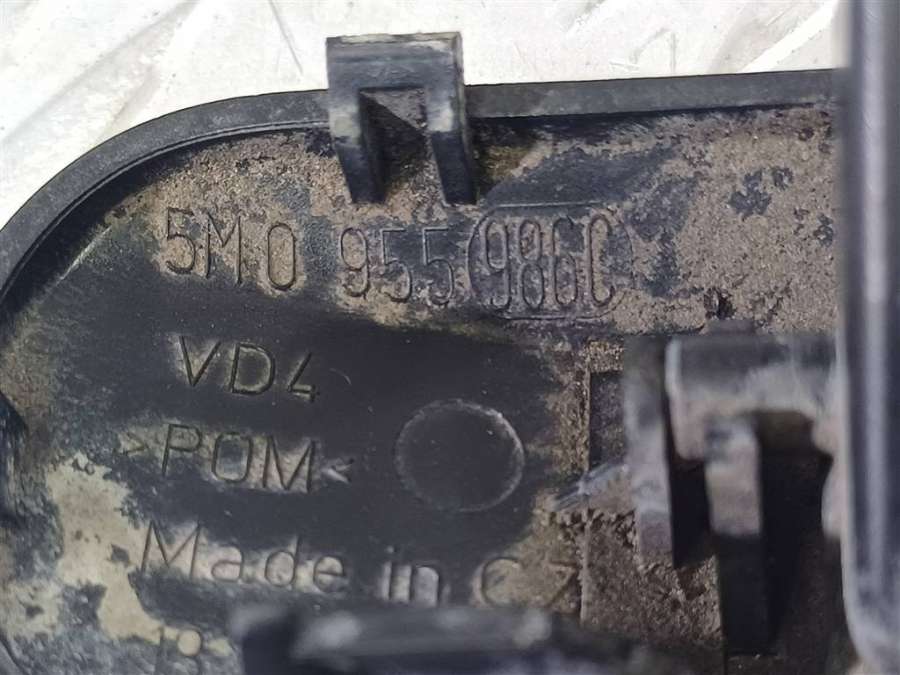 5M0 955 986C
VD4
>POM<
Made in CZ